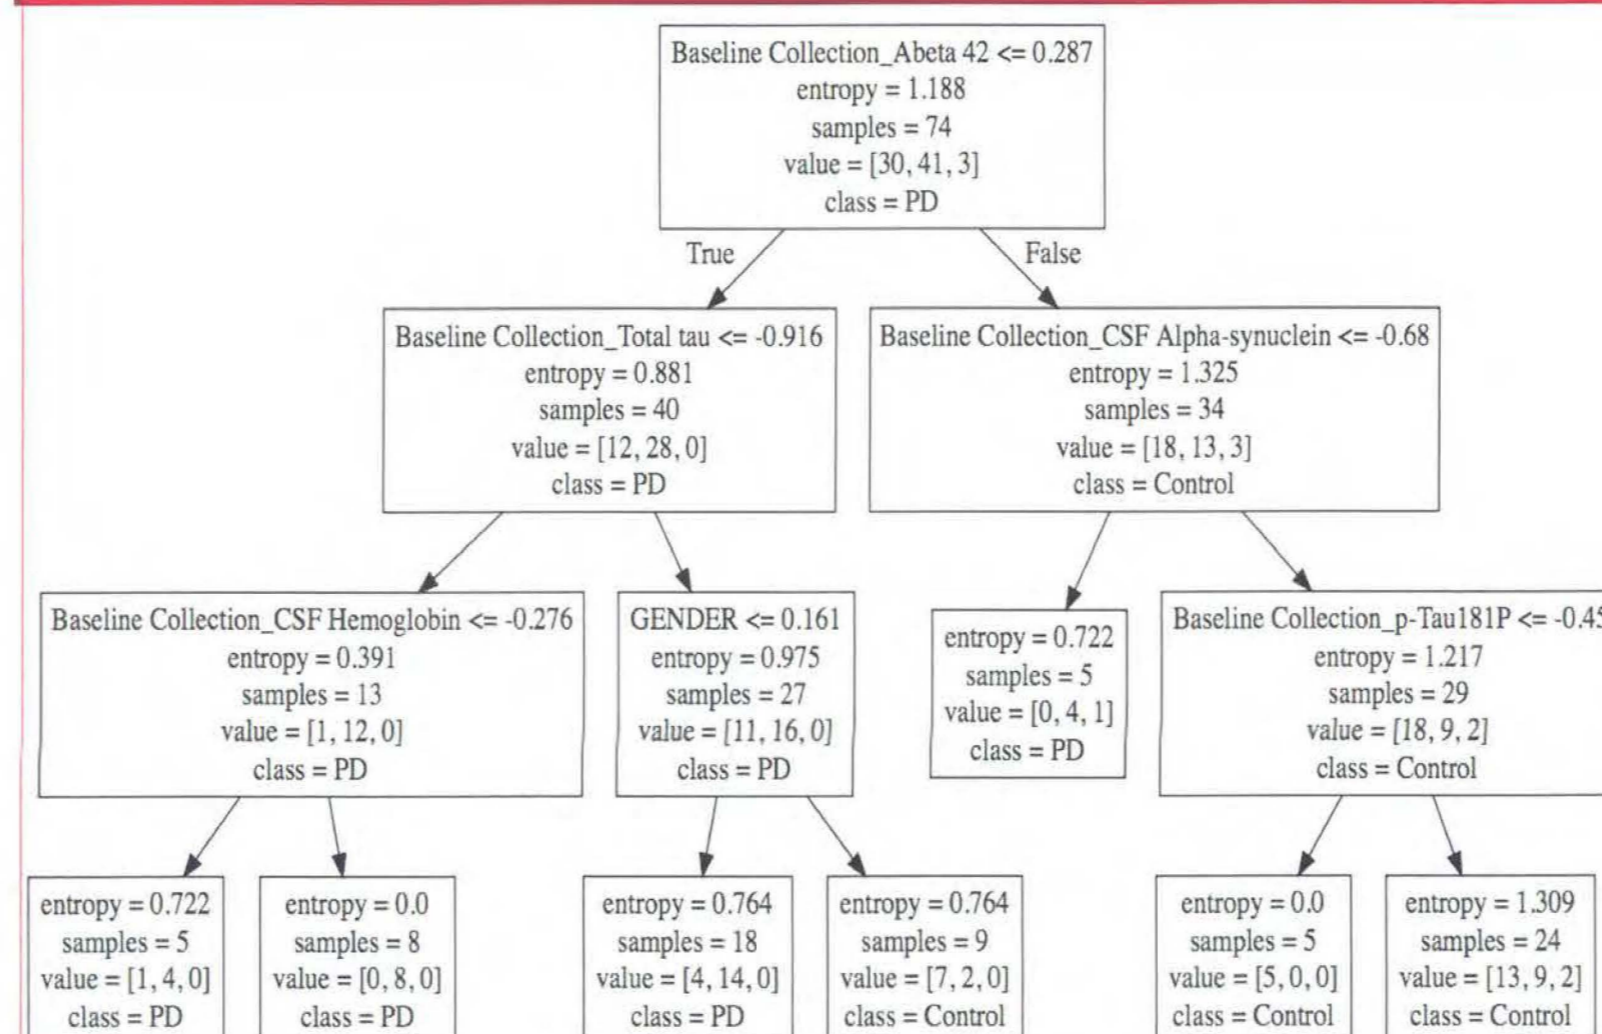 Baseline Collection_Abeta 42 <= 0.287
entropy = 1.188
samples = 74
value = [30, 41, 3]
class = PD
True
False
Baseline Collection_Total tau <= -0.916
entropy = 0.881
samples = 40
value = [12, 28, 0]
class = PD
Baseline Collection_CSF Alpha-synuclein <= -0.68
entropy = 1.325
samples = 34
value = [18, 13, 3]
class = Control
Baseline Collection_CSF Hemoglobin <= -0.276
entropy = 0.391
samples = 13
value = [1, 12, 0]
class = PD
GENDER <= 0.161
entropy = 0.975
samples = 27
value = [11, 16, 0]
class = PD
entropy = 0.722
samples = 5
value = [0, 4, 1]
class = PD
Baseline Collection_p-Tau181P <= -0.45
entropy = 1.217
samples = 29
value = [18, 9, 2]
class = Control
entropy = 0.722
samples = 5
value = [1, 4, 0]
class = PD
entropy = 0.0
samples = 8
value = [0, 8, 0]
class = PD
entropy = 0.764
samples = 18
value = [4, 14, 0]
class = PD
entropy = 0.764
samples = 9
value = [7, 2, 0]
class = Control
entropy = 0.0
samples = 5
value = [5, 0, 0]
class = Control
entropy = 1.309
samples = 24
value = [13, 9, 2]
class = Control